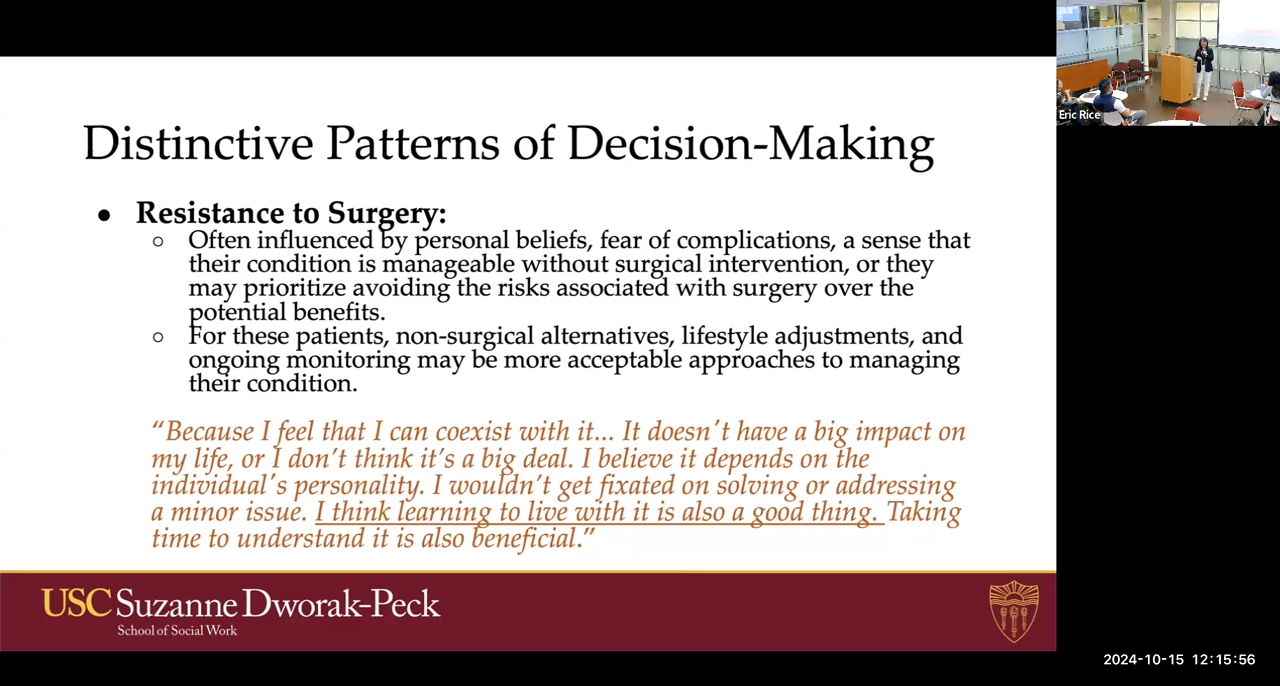 Distinctive Patterns of Decision-Making
● Resistance to Surgery:
○ Often influenced by personal beliefs, fear of complications, a sense that
their condition is manageable without surgical intervention, or they
may prioritize avoiding the risks associated with surgery over the
potential benefits.
○ For these patients, non-surgical alternatives, lifestyle adjustments, and
ongoing monitoring may be more acceptable approaches to managing
their condition.
“Because I feel that I can coexist with it... It doesn't have a big impact on
my life, or I don’t think it’s a big deal. I believe it depends on the
individual's personality. I wouldn’t get fixated on solving or addressing
a minor issue. I think learning to live with it is also a good thing. Taking
time to understand it is also beneficial.”
USC Suzanne Dworak-Peck
School of Social Work
Eric Rice
2024-10-15 12:15:56